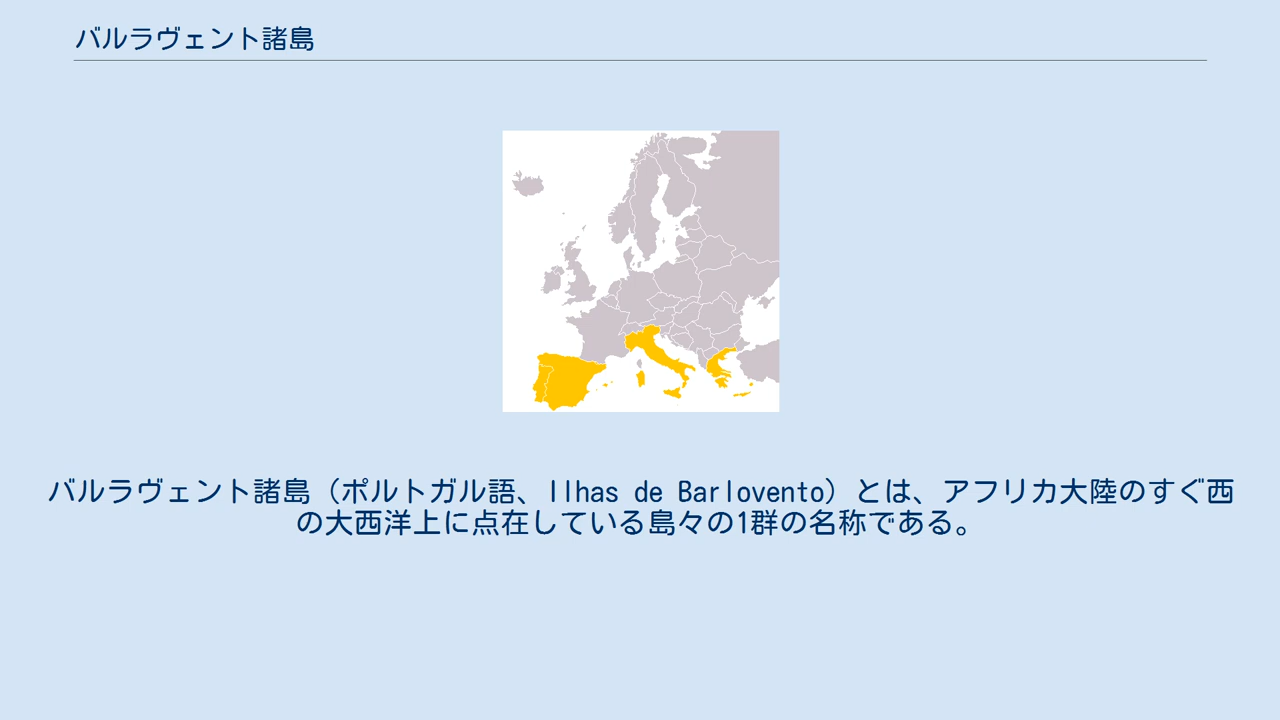 バルラヴェント諸島
バルラヴェント諸島（ポルトガル語、Ilhas de Barlovento）とは、アフリカ大陸のすぐ西
の大西洋上に点在している島々の1群の名称である。